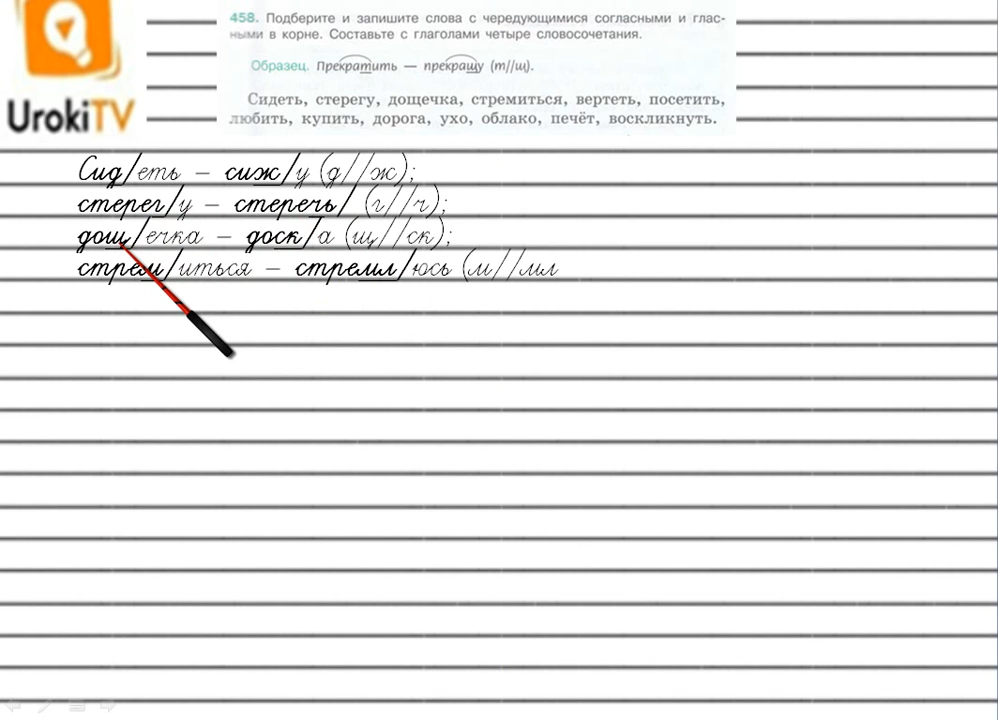 UrokiTV
458. Подберите и запишите слова с чередующимися согласными и глас-
ными в корне. Составьте с глаголами четыре словосочетания.
Образец. Прекратить — прекращу (т//щ).
Сидеть, стерегу, дощечка, стремиться, вертеть, посетить,
любить, купить, дорога, ухо, облако, печёт, воскликнуть.
Сид/еть – сиж/у (д//ж);
стерег/у – стеречь/ (г//ч);
дощ/ечка – доск/а (щ//ск);
стрем/иться – стремл/юсь (м//мл